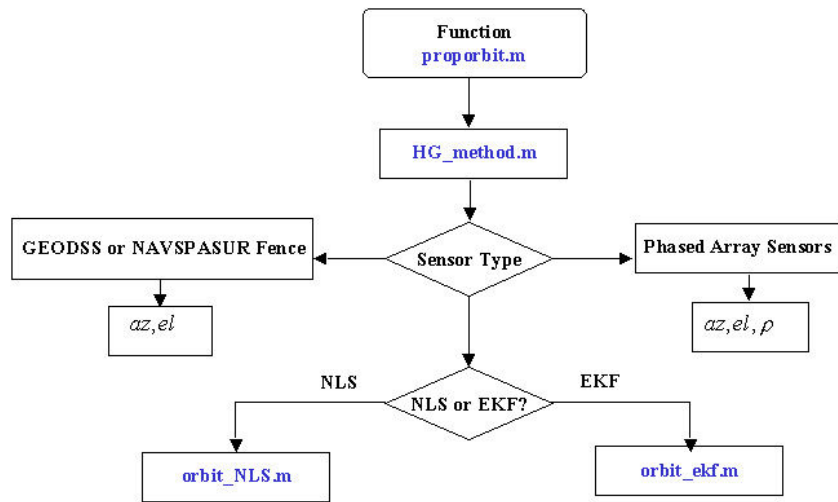 Function
proporbit.m
HG_method.m
GEODSS or NAVSPASUR Fence
Sensor Type
Phased Array Sensors
az,el
az,el,ρ
NLS
EKF
NLS or EKF?
orbit_NLS.m
orbit_ekf.m